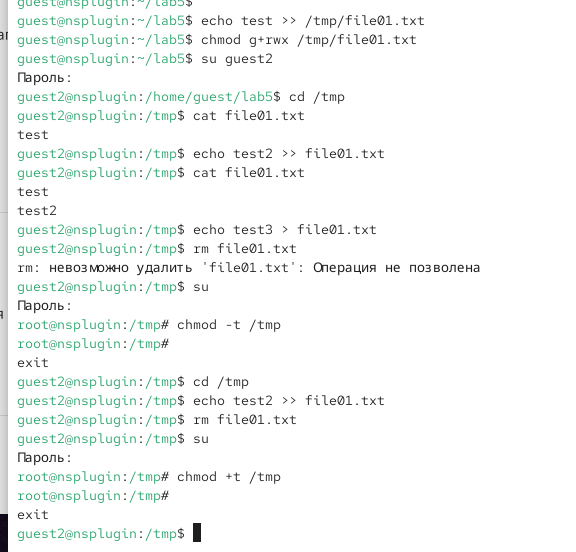 guest@nsplugin:~/lab5$
guest@nsplugin:~/lab5$ echo test >> /tmp/file01.txt
guest@nsplugin:~/lab5$ chmod g+rwx /tmp/file01.txt
guest@nsplugin:~/lab5$ su guest2
Пароль:
guest2@nsplugin:/home/guest/lab5$ cd /tmp
guest2@nsplugin:/tmp$ cat file01.txt
test
guest2@nsplugin:/tmp$ echo test2 >> file01.txt
guest2@nsplugin:/tmp$ cat file01.txt
test
test2
guest2@nsplugin:/tmp$ echo test3 > file01.txt
guest2@nsplugin:/tmp$ rm file01.txt
rm: невозможно удалить 'file01.txt': Операция не позволена
guest2@nsplugin:/tmp$ su
Пароль:
root@nsplugin:/tmp# chmod -t /tmp
root@nsplugin:/tmp#
exit
guest2@nsplugin:/tmp$ cd /tmp
guest2@nsplugin:/tmp$ echo test2 >> file01.txt
guest2@nsplugin:/tmp$ rm file01.txt
guest2@nsplugin:/tmp$ su
Пароль:
root@nsplugin:/tmp# chmod +t /tmp
root@nsplugin:/tmp#
exit
guest2@nsplugin:/tmp$